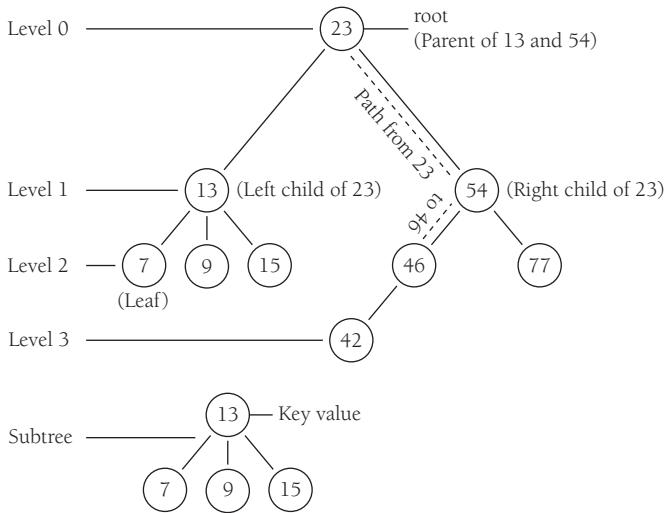 Level 0
23
root
(Parent of 13 and 54)
Path from 23
to 46
Level 1
13
(Left child of 23)
54
(Right child of 23)
Level 2
7
9
15
46
77
(Leaf)
Level 3
42
13
Key value
Subtree
7
9
15